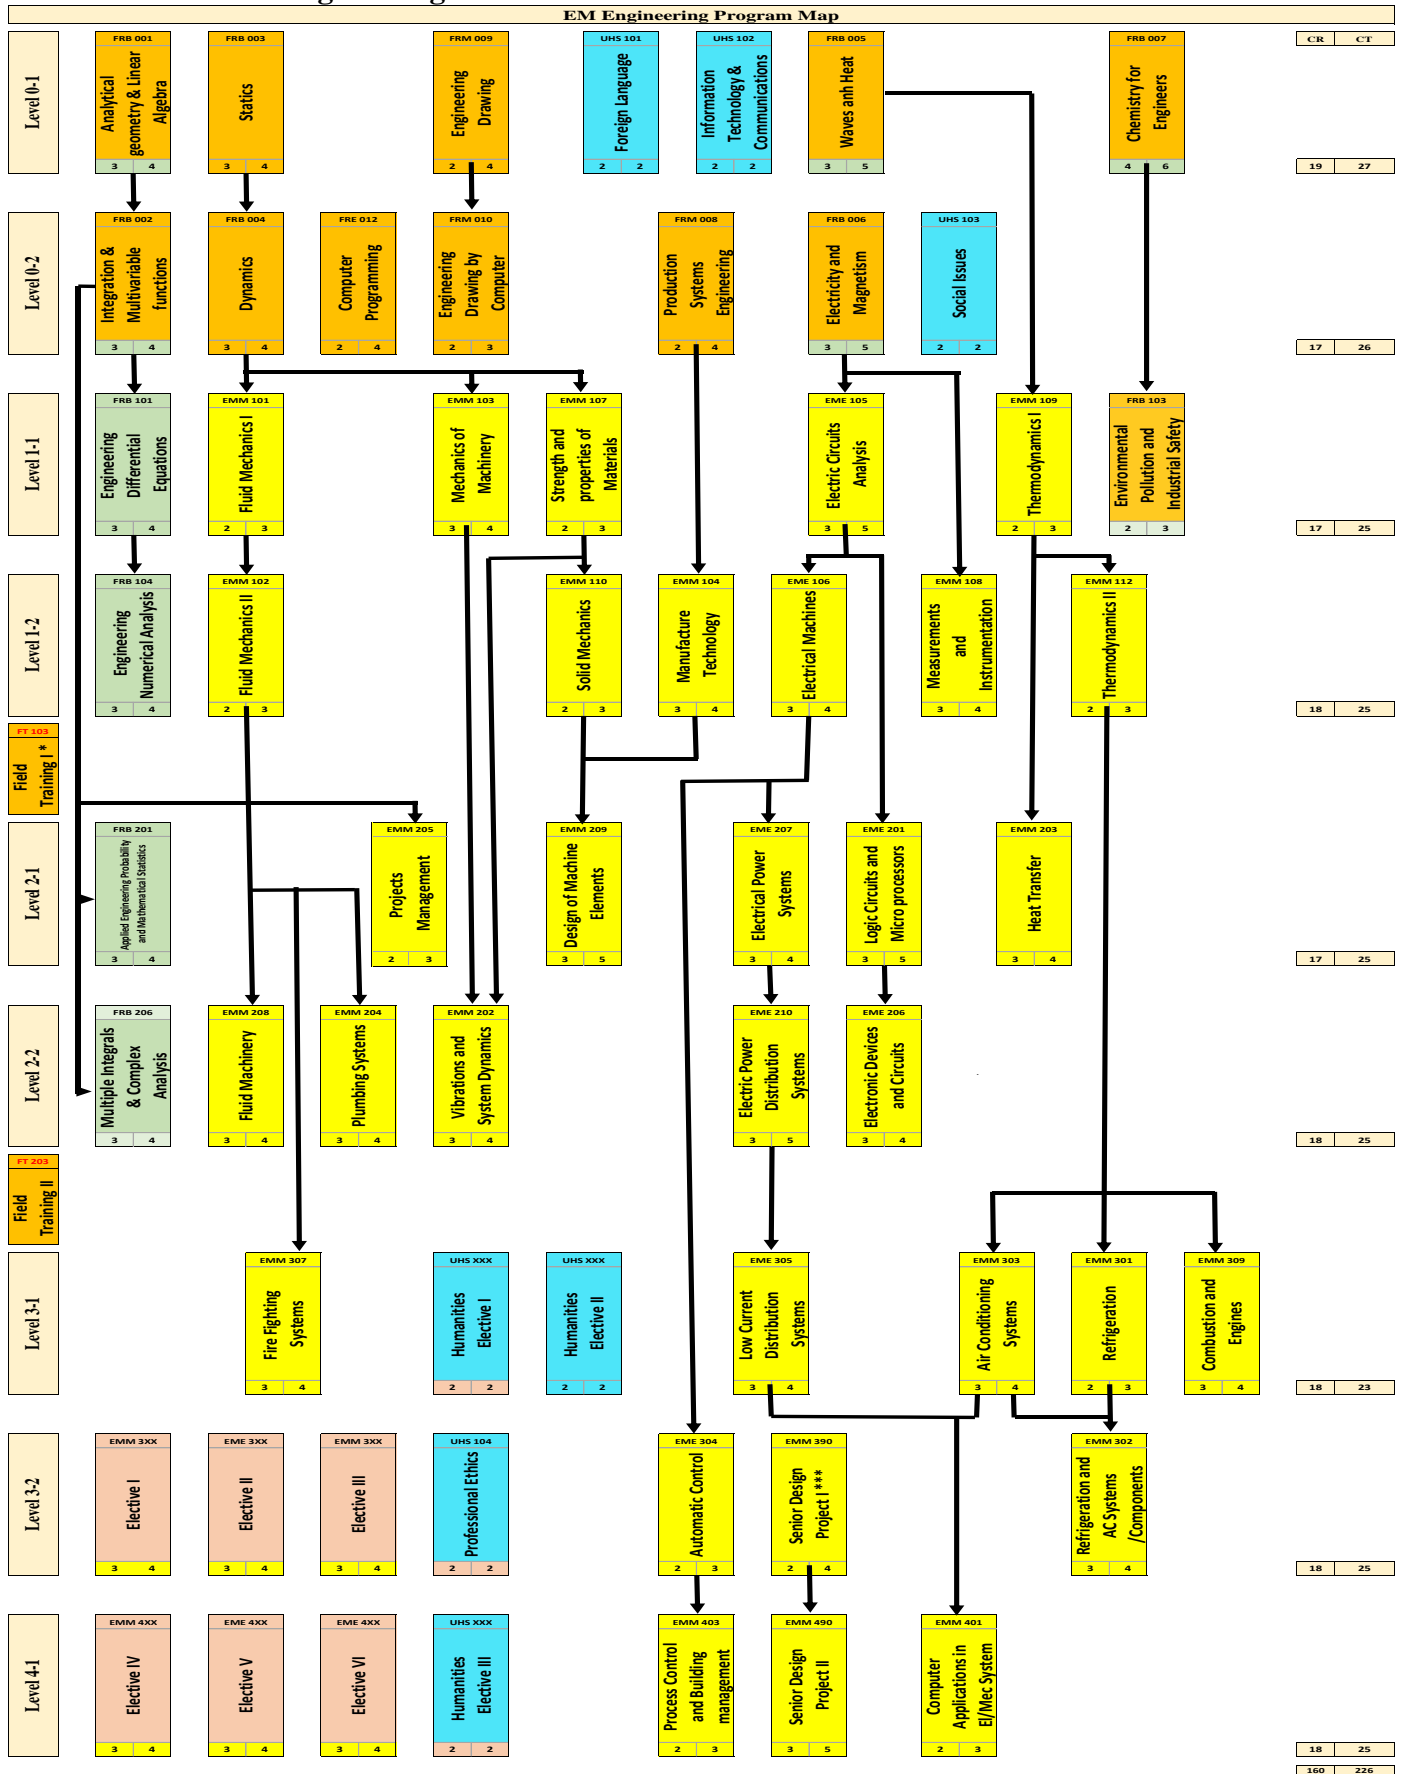 EM Engineering Program Map
Level 0-1
FRB 001
Analytical
geometry & Linear
Algebra
3 4
FRB 003
Statics
3 4
FRM 009
Engineering
Drawing
2 4
UHS 101
Foreign Language
2 2
UHS 102
Information
Technology &
Communications
2 2
FRB 005
Waves anh Heat
3 5
FRB 007
Chemistry for
Engineers
4 6
CR CT
19 27
Level 0-2
FRB 002
Integration &
Multivariable
functions
3 4
FRB 004
Dynamics
3 4
FRE 012
Computer
Programming
2 4
FRM 010
Engineering
Drawing by
Computer
2 3
FRM 008
Production
Systems
Engineering
2 4
FRB 006
Electricity and
Magnetism
3 5
UHS 103
Social Issues
2 2
17 26
Level 1-1
FRB 101
Engineering
Differential
Equations
3 4
EMM 101
Fluid Mechanics I
2 3
EMM 103
Mechanics of
Machinery
3 4
EMM 107
Strength and
properties of
Materials
2 3
EME 105
Electric Circuits
Analysis
3 5
EMM 109
Thermodynamics I
2 3
FRB 103
Environmental
Pollution and
Industrial Safety
2 3
17 25
Level 1-2
FRB 104
Engineering
Numerical Analysis
3 4
EMM 102
Fluid Mechanics II
2 3
EMM 110
Solid Mechanics
2 3
EMM 104
Manufacture
Technology
3 4
EME 106
Electrical Machines
3 4
EMM 108
Measurements
and
Instrumentation
3 4
EMM 112
Thermodynamics II
2 3
18 25
FT 103
Field
Training I *
Level 2-1
FRB 201
Applied Engineering Probability
and Mathematical Statistics
3 4
EMM 205
Projects
Management
2 3
EMM 209
Design of Machine
Elements
3 5
EME 207
Electrical Power
Systems
3 4
EME 201
Logic Circuits and
Micro processors
3 5
EMM 203
Heat Transfer
3 4
17 25
Level 2-2
FRB 206
Multiple Integrals
& Complex
Analysis
3 4
EMM 208
Fluid Machinery
3 4
EMM 204
Plumbing Systems
3 4
EMM 202
Vibrations and
System Dynamics
3 4
EME 210
Electric Power
Distribution
Systems
3 5
EME 206
Electronic Devices
and Circuits
3 4
18 25
FT 203
Field
Training II
Level 3-1
EMM 307
Fire Fighting
Systems
3 4
UHS XXX
Humanities
Elective I
2 2
UHS XXX
Humanities
Elective II
2 2
EME 305
Low Current
Distribution
Systems
3 4
EMM 303
Air Conditioning
Systems
3 4
EMM 301
Refrigeration
2 3
EMM 309
Combustion and
Engines
3 4
18 23
Level 3-2
EMM 3XX
Elective I
3 4
EME 3XX
Elective II
3 4
EMM 3XX
Elective III
3 4
UHS 104
Professional Ethics
2 2
EME 304
Automatic Control
2 3
EMM 390
Senior Design
Project I ***
2 4
EMM 302
Refrigeration and
AC Systems
/Components
3 4
18 25
Level 4-1
EMM 4XX
Elective IV
3 4
EME 4XX
Elective V
3 4
EME 4XX
Elective VI
3 4
UHS XXX
Humanities
Elective III
2 2
EMM 403
Process Control
and Building
management
2 3
EMM 490
Senior Design
Project II
3 5
EMM 401
Computer
Applications in
El/Mec System
2 3
18 25
160 226